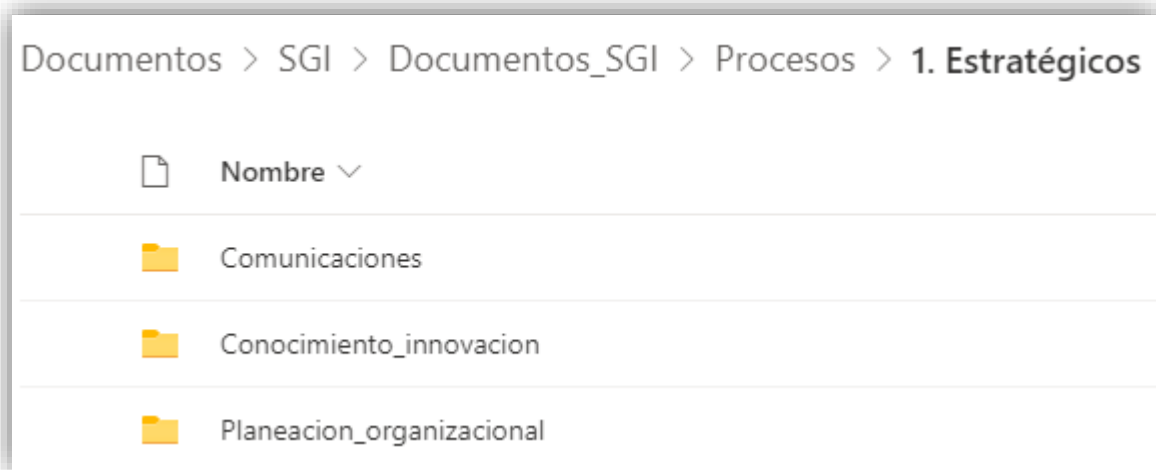 Documentos > SGI > Documentos_SGI > Procesos > 1. Estratégicos
Nombre
Comunicaciones
Conocimiento_innovacion
Planeacion_organizacional